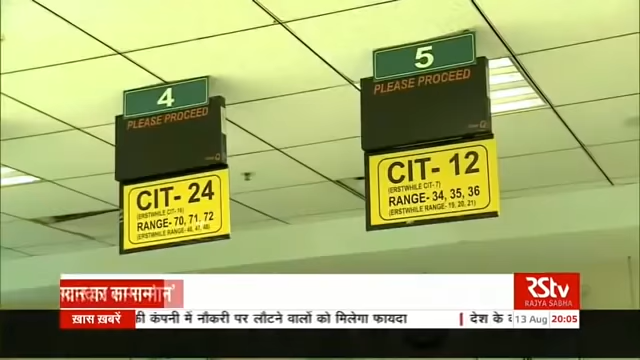 4
PLEASE PROCEED
CIT- 24
(ERSTWHILE CIT-16)
RANGE- 70, 71, 72
(ERSTWHILE RANGE- 46, 47, 48)
5
PLEASE PROCEED
CIT- 12
(ERSTWHILE CIT-7)
RANGE- 34, 35, 36
(ERSTWHILE RANGE- 19, 20, 21)
RSTV
RAJYA SABHA
ख़ास ख़बरें
की कंपनी में नौकरी पर लौटने वालों को मिलेगा फायदा
देश के
13 Aug 20:05